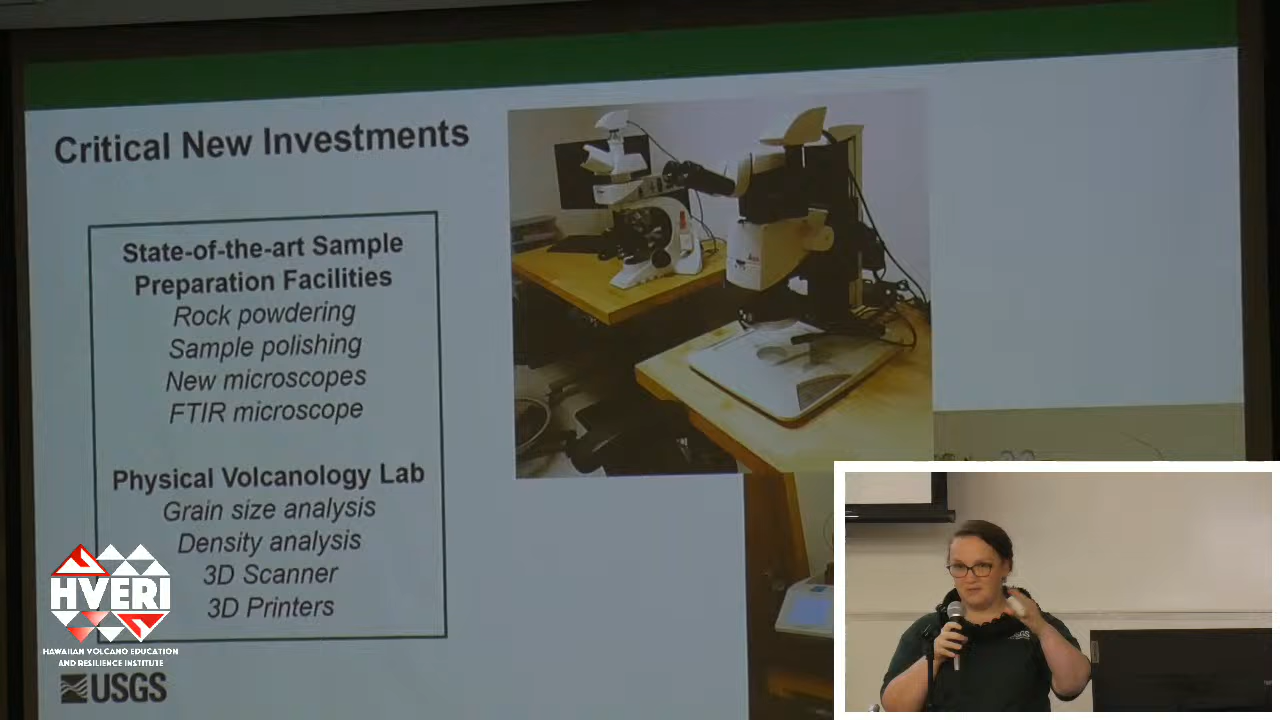 Critical New Investments
State-of-the-art Sample
Preparation Facilities
Rock powdering
Sample polishing
New microscopes
FTIR microscope
Physical Volcanology Lab
Grain size analysis
Density analysis
3D Scanner
3D Printers
HVERI
HAWAIIAN VOLCANO EDUCATION
AND RESILIENCE INSTITUTE
USGS